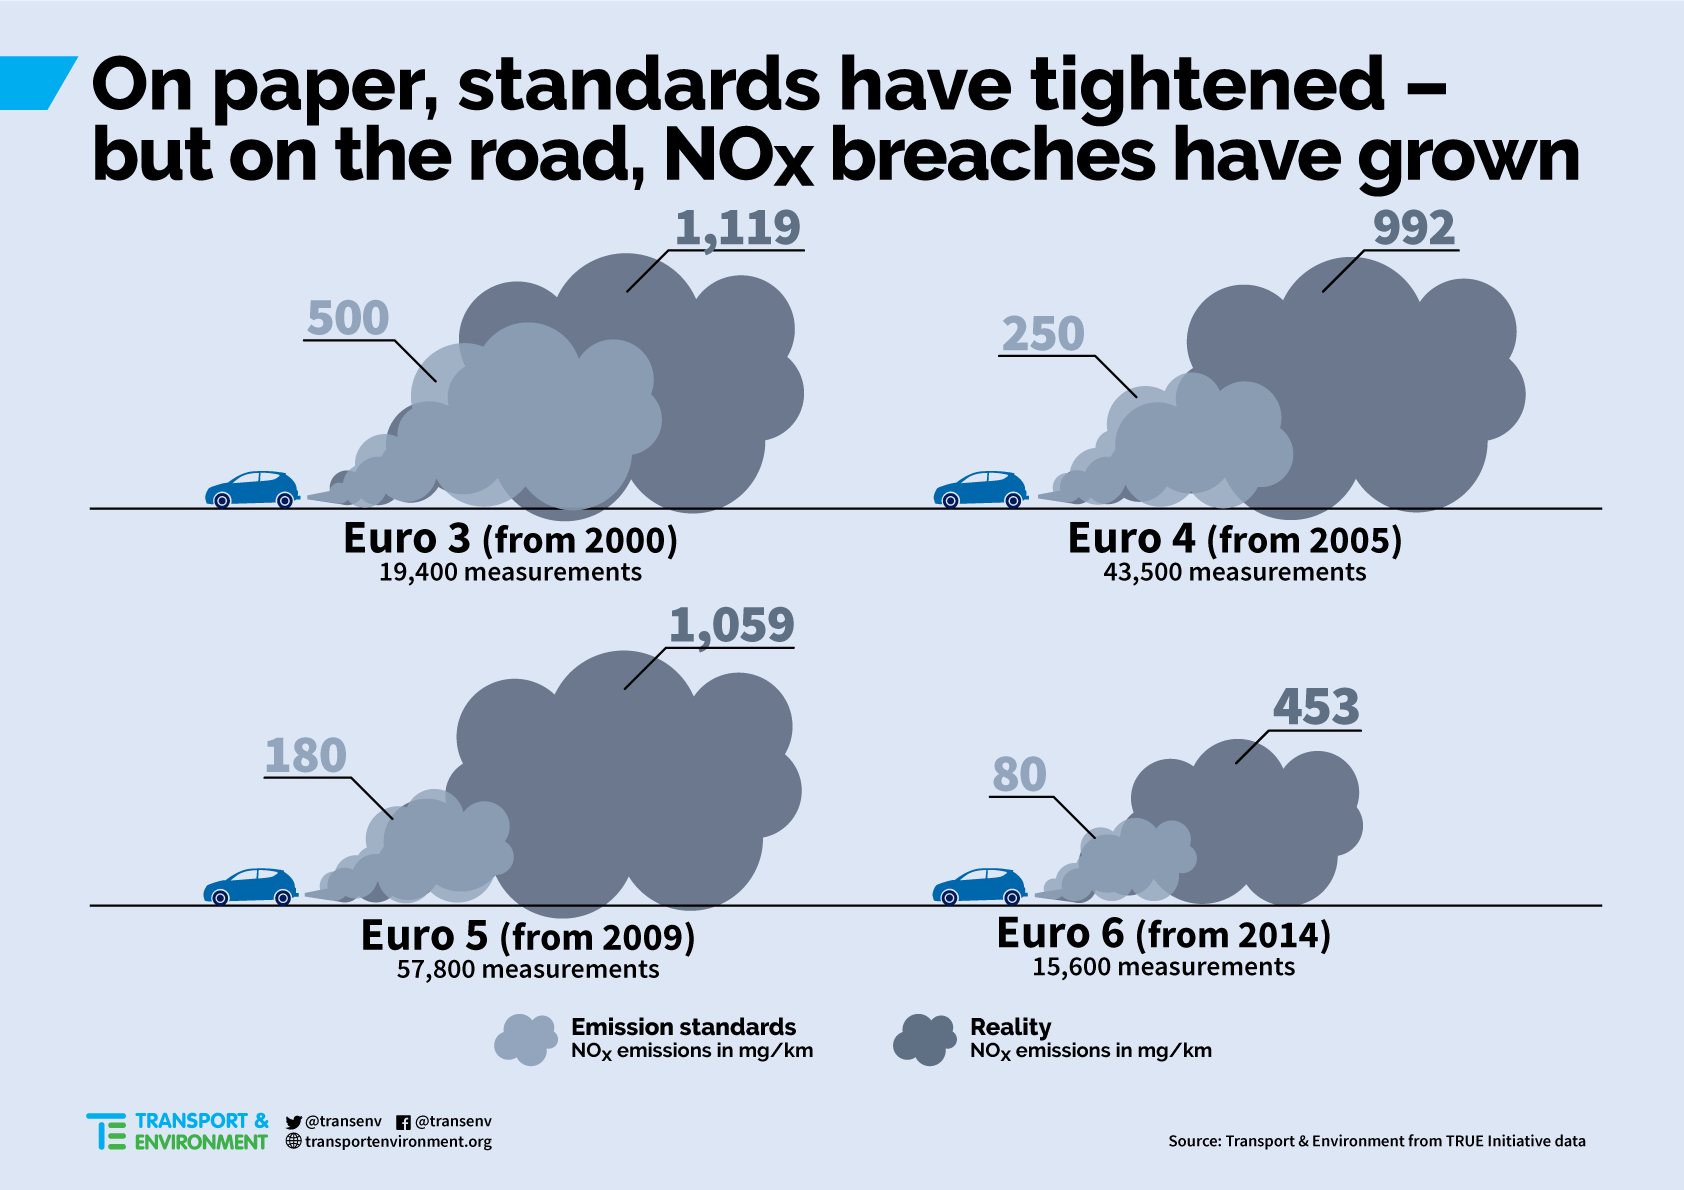 On paper, standards have tightened –
but on the road, NOx breaches have grown
1,119
500
Euro 3 (from 2000)
19,400 measurements
992
250
Euro 4 (from 2005)
43,500 measurements
1,059
180
Euro 5 (from 2009)
57,800 measurements
453
80
Euro 6 (from 2014)
15,600 measurements
Emission standards
NOx emissions in mg/km
Reality
NOx emissions in mg/km
TRANSPORT &
ENVIRONMENT
@transenv @transenv
transportenvironment.org
Source: Transport & Environment from TRUE Initiative data